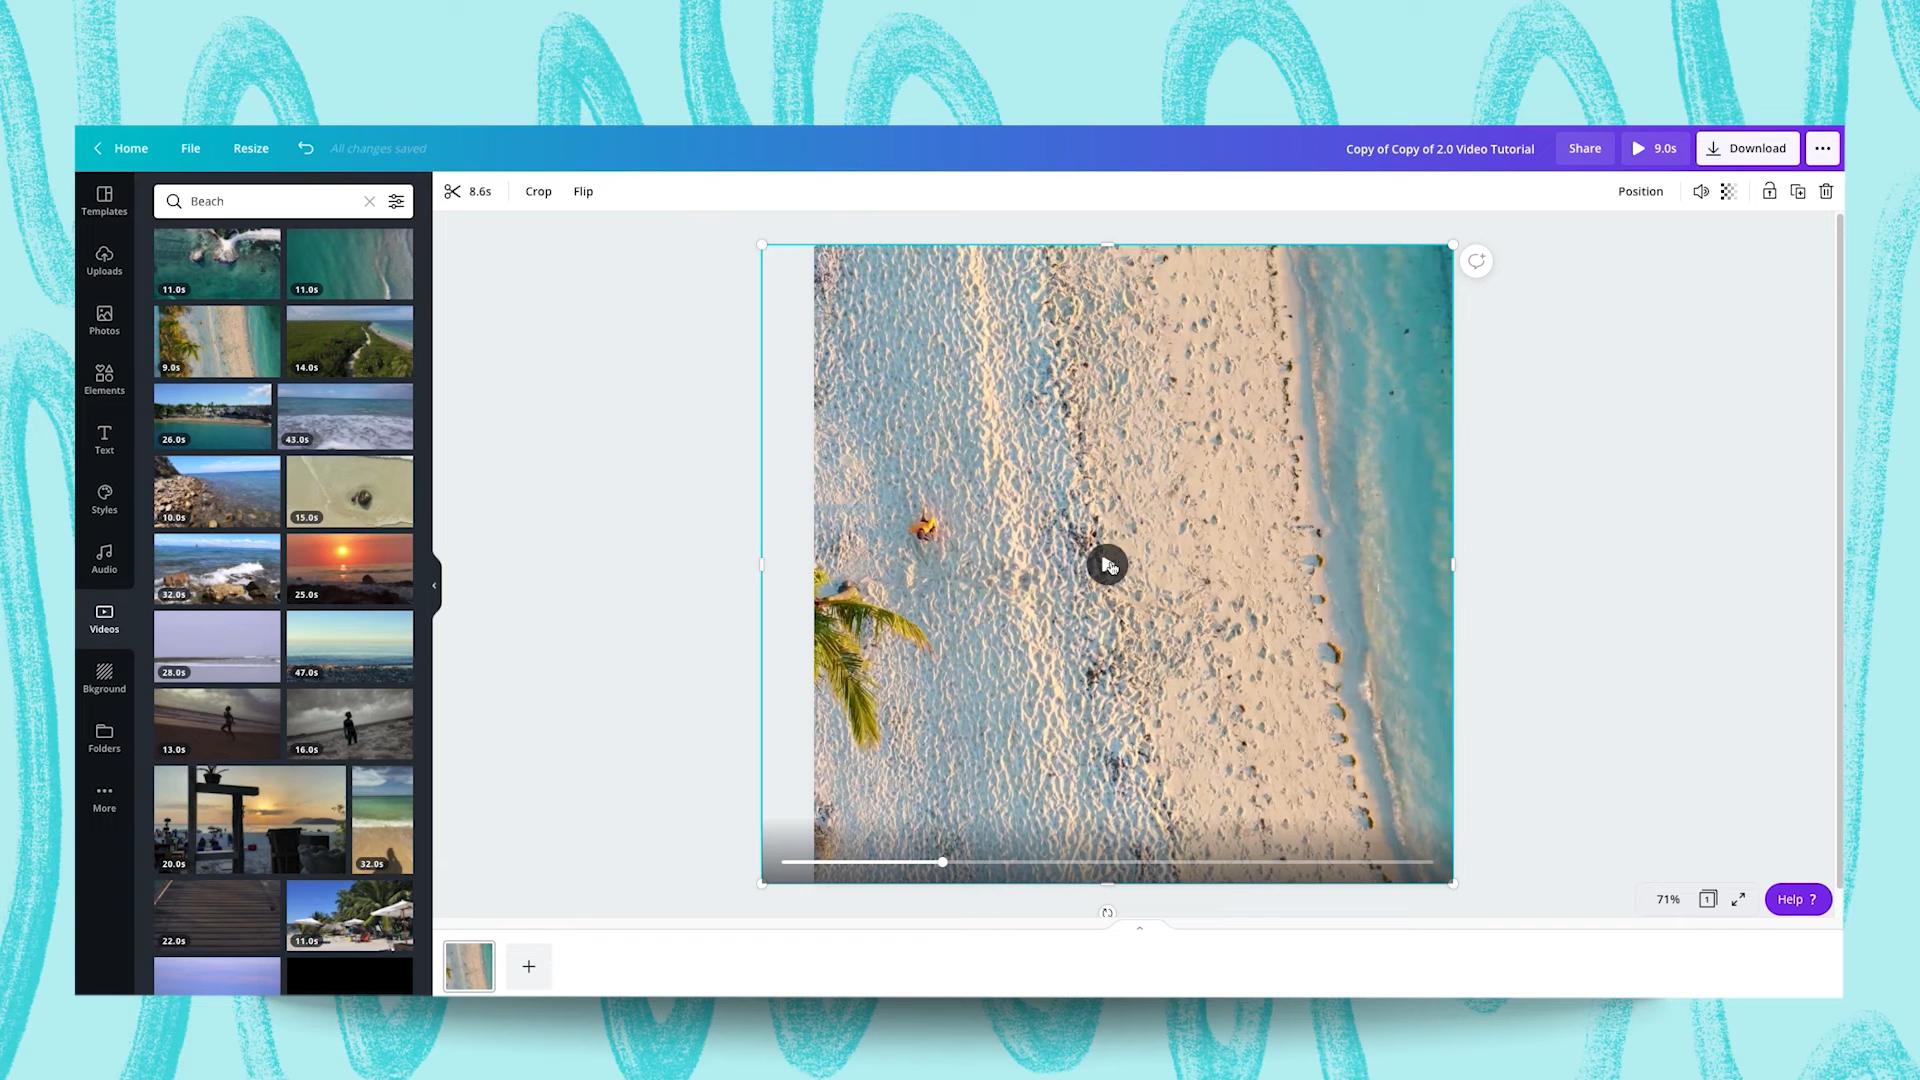 Home File Resize All changes saved Copy of Copy of 2.0 Video Tutorial Share 9.0s Download
8.6s Crop Flip Position
Templates
Uploads
Photos
Elements
Text
Styles
Audio
Videos
Bkground
Folders
More
Beach
11.0s 11.0s
9.0s 14.0s
26.0s 43.0s
10.0s 15.0s
32.0s 25.0s
28.0s 47.0s
13.0s 16.0s
20.0s 32.0s
22.0s 11.0s
71% 1 Help ?